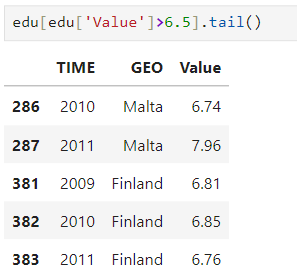 edu[edu['Value']>6.5].tail()
TIME GEO Value
286 2010 Malta 6.74
287 2011 Malta 7.96
381 2009 Finland 6.81
382 2010 Finland 6.85
383 2011 Finland 6.76